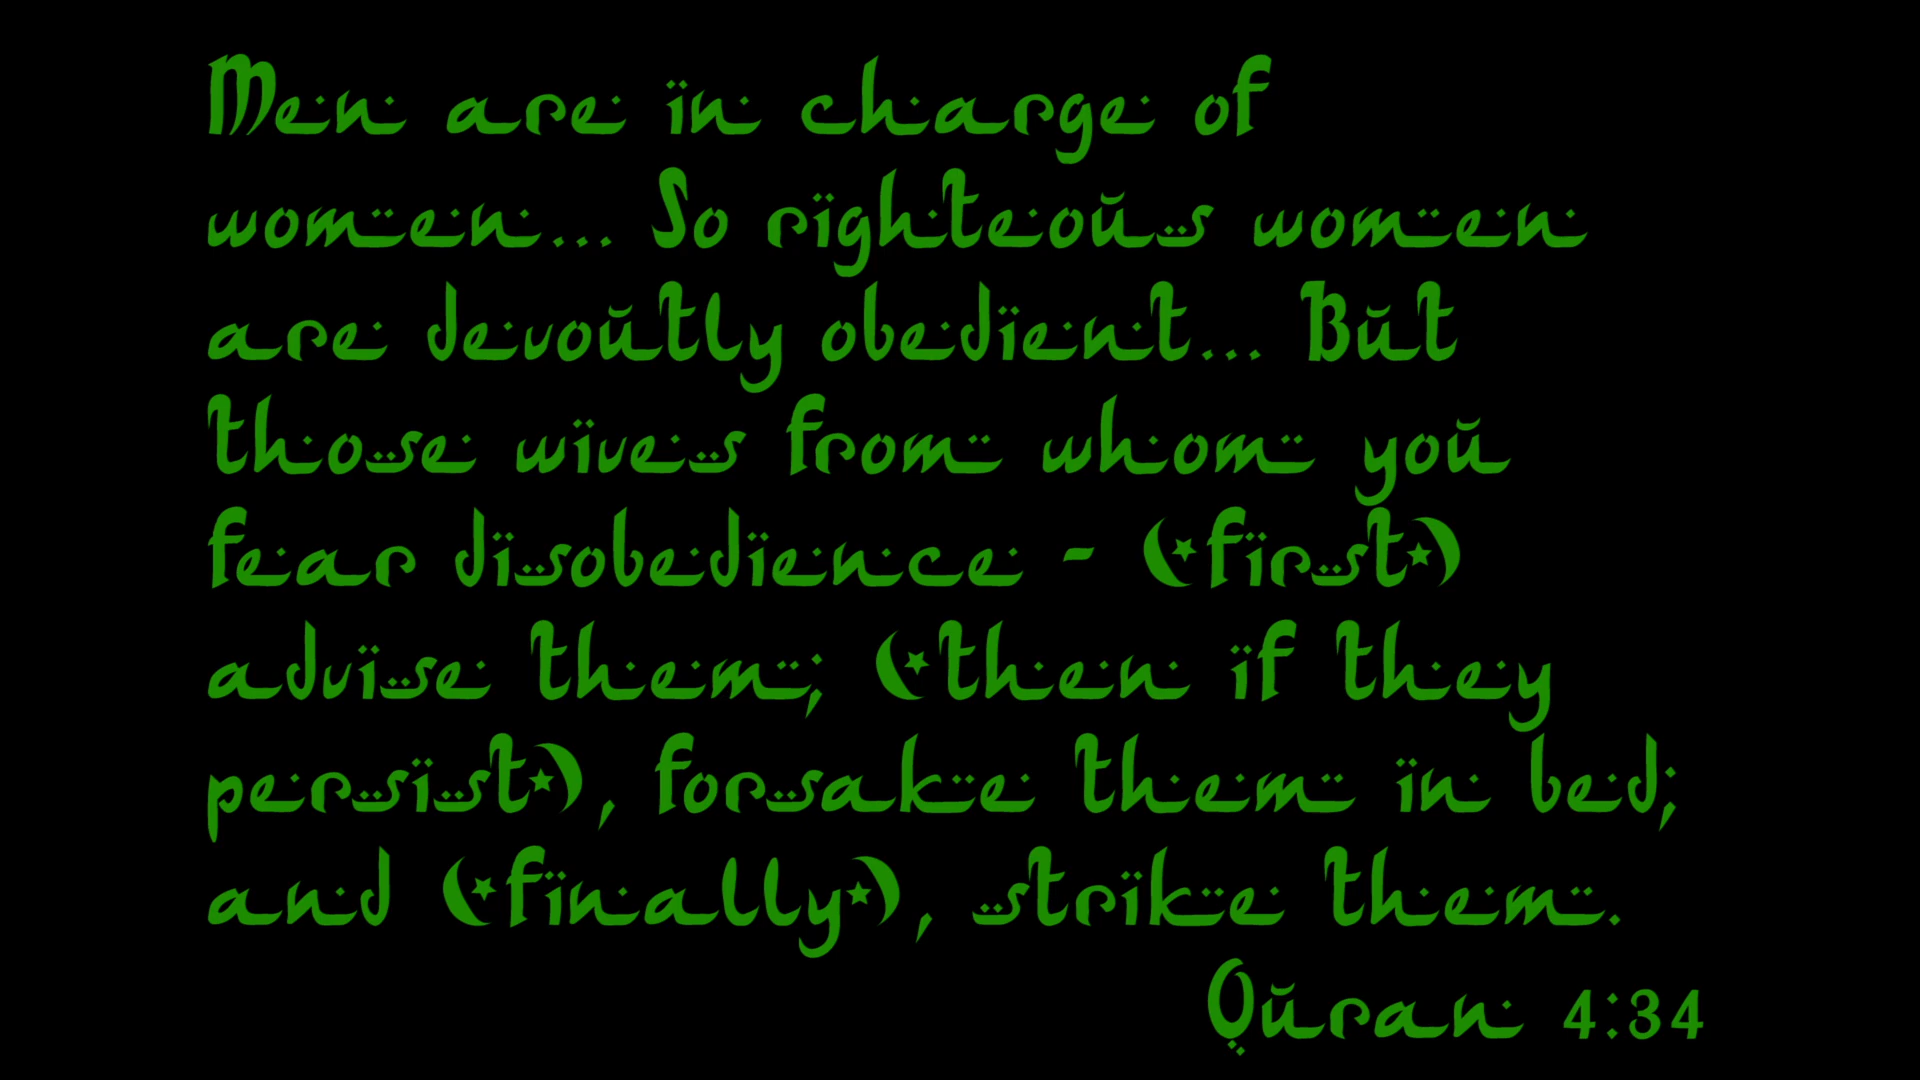 Men are in charge of
women... So righteous women
are devoutly obedient... But
those wives from whom you
fear disobedience - (first)
advise them; (then if they
persist), forsake them in bed;
and (finally), strike them.
Quran 4:34